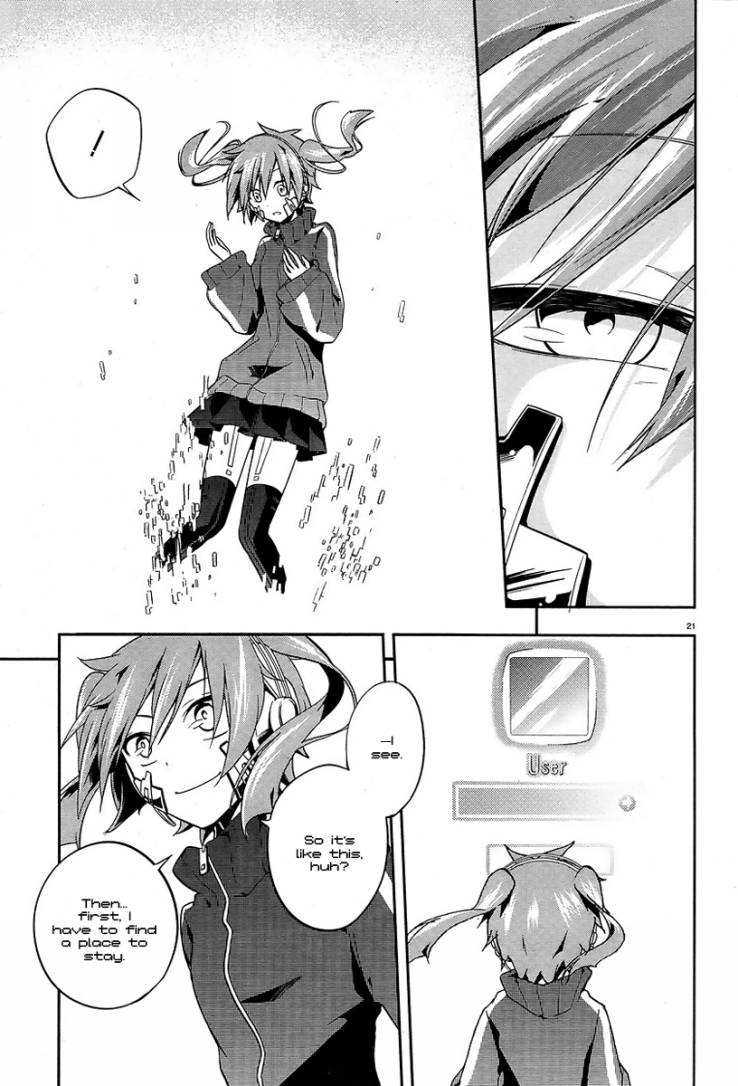 !
21
User
—I
see.
So it's
like this,
huh?
Then...
first, I
have to find
a place to
stay.